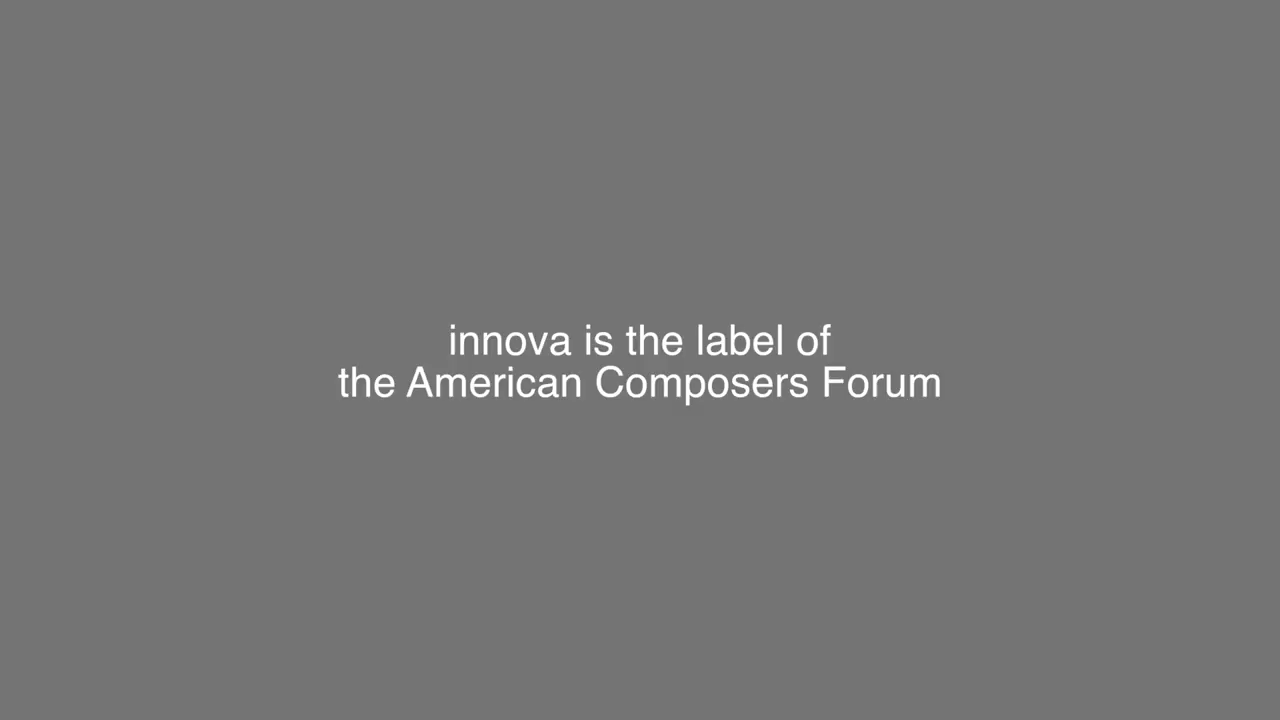 innova is the label of
the American Composers Forum